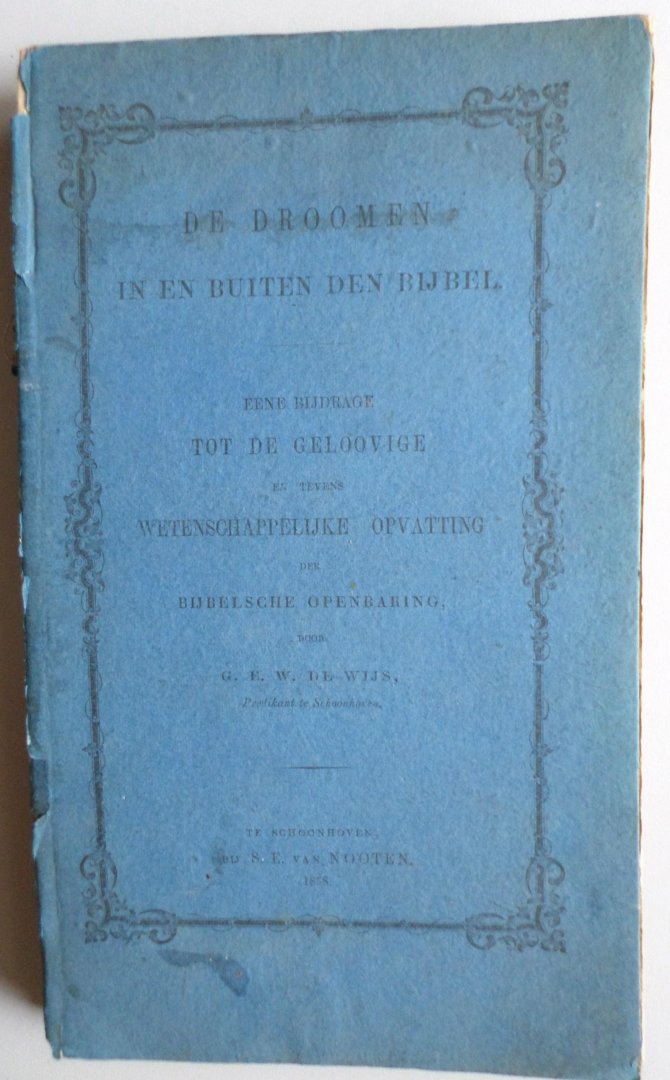 DE DROOMEN
IN EN BUITEN DEN BIJBEL.
EENE BIJDRAGE
TOT DE GELOOVIGE
EN TEVENS
WETENSCHAPPELIJKE OPVATTING
DER
BIJBELSCHE OPENBARING,
DOOR
G. E. W. DE WIJS,
Predikant te Schoonhoven.
TE SCHOONHOVEN,
BIJ S. E. VAN NOOTEN.
1858.